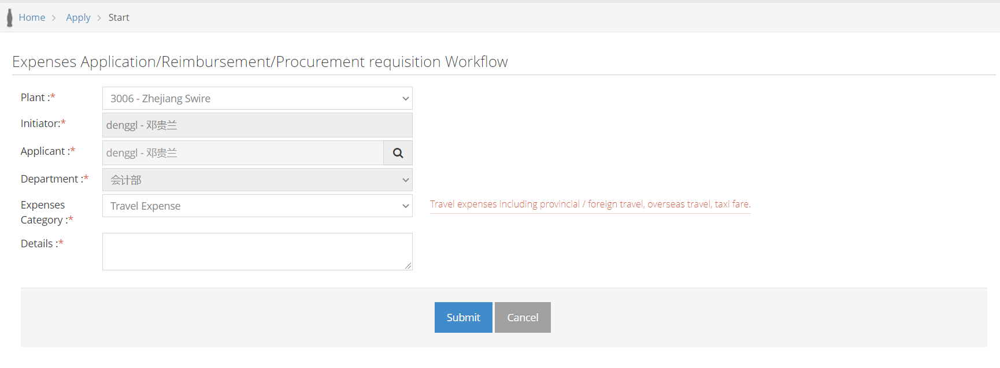 Home > Apply > Start
Expenses Application/Reimbursement/Procurement requisition Workflow
Plant :* 3006 - Zhejiang Swire
Initiator:* denggl - 邓贵兰
Applicant :* denggl - 邓贵兰
Department :* 会计部
Expenses Category :* Travel Expense Travel expenses including provincial / foreign travel, overseas travel, taxi fare.
Details :*
Submit Cancel